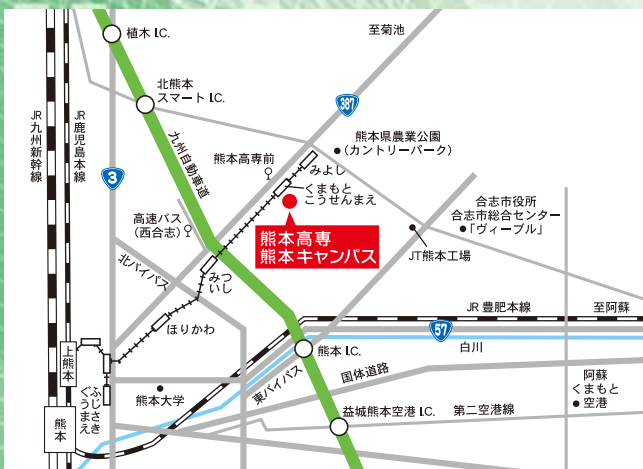 植木 I.C.
至菊池
北熊本
スマート I.C.
387
JR九州新幹線
JR鹿児島本線
3
九州自動車道
熊本高専前
みよし
くまもと
こうせんまえ
熊本県農業公園
(カントリーパーク)
高速バス
(西合志)
熊本高専
熊本キャンパス
合志市役所
合志市総合センター
「ヴィーブル」
JT熊本工場
北バイパス
みつ
いし
ほりかわ
JR 豊肥本線
至阿蘇
57
白川
熊本 I.C.
上熊本
ふじさき
ぐうまえ
熊本
熊本大学
東バイパス
国体道路
阿蘇
くまもと
空港
益城熊本空港 I.C.
第二空港線